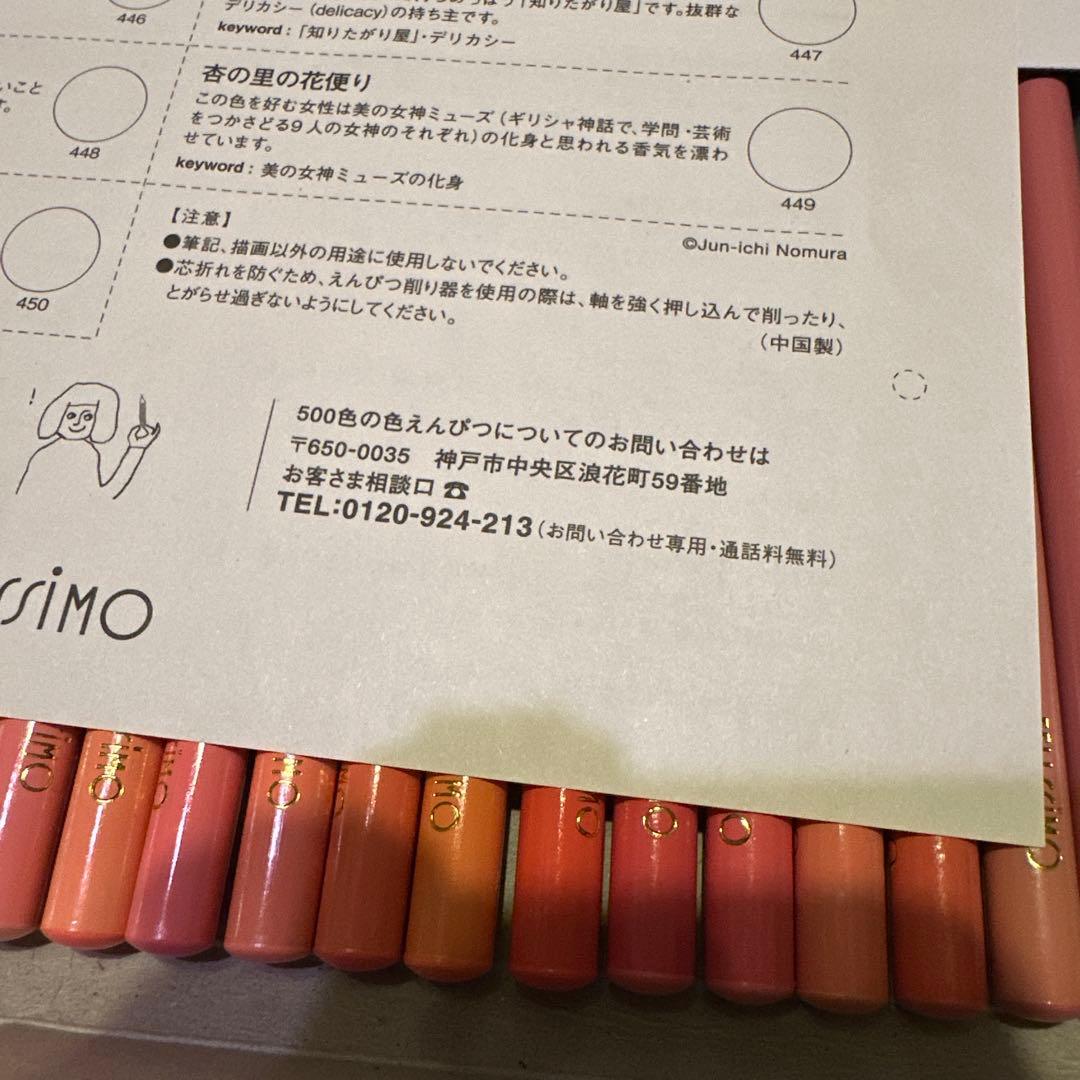 446
デリカシー（delicacy）の持ち主です。
keyword：「知りたがり屋」・デリカシー
447
448
杏の里の花便り
この色を好む女性は美の女神ミューズ（ギリシャ神話で、学問・芸術
をつかさどる9人の女神のそれぞれ）の化身と思われる香気を漂わ
せています。
keyword：美の女神ミューズの化身
449
450
【注意】
©Jun-ichi Nomura
●筆記、描画以外の用途に使用しないでください。
●芯折れを防ぐため、えんぴつ削り器を使用の際は、軸を強く押し込んで削ったり、
とがらせ過ぎないようにしてください。
（中国製）
!
500色の色えんぴつについてのお問い合わせは
〒650-0035　神戸市中央区浪花町59番地
お客さま相談口 ☎
TEL:0120-924-213（お問い合わせ専用・通話料無料）
SSIMO